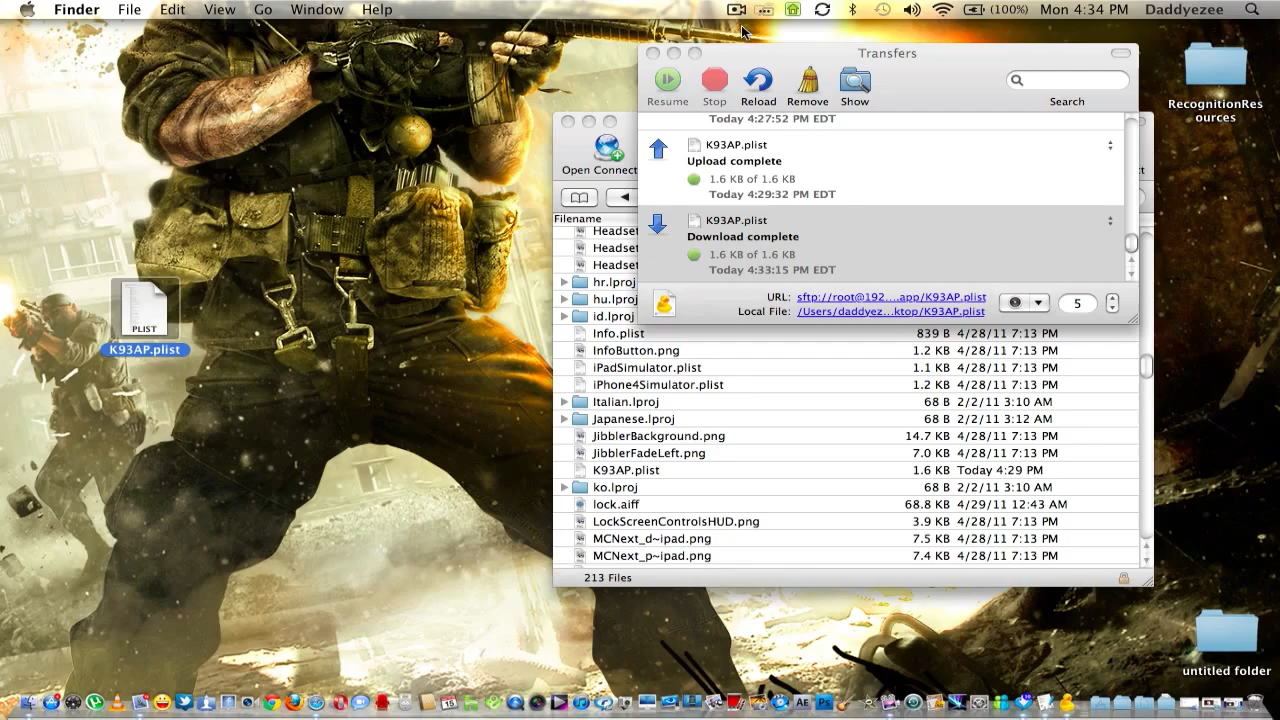 Finder File Edit View Go Window Help (100%) Mon 4:34 PM Daddyezee
Transfers
Resume Stop Reload Remove Show Search
Today 4:27:52 PM EDT
K93AP.plist
Upload complete
1.6 KB of 1.6 KB
Today 4:29:32 PM EDT
K93AP.plist
Download complete
1.6 KB of 1.6 KB
Today 4:33:15 PM EDT
URL: sftp://root@192....app/K93AP.plist
Local File: /Users/daddyez...ktop/K93AP.plist
5
Open Connect
Filename
Headset
Headset
Headset
hr.lproj
hu.lproj
id.lproj
Info.plist 839 B 4/28/11 7:13 PM
InfoButton.png 1.2 KB 4/28/11 7:13 PM
iPadSimulator.plist 1.1 KB 4/28/11 7:13 PM
iPhone4Simulator.plist 1.2 KB 4/28/11 7:13 PM
Italian.lproj 68 B 2/2/11 3:10 AM
Japanese.lproj 68 B 2/2/11 3:12 AM
JibblerBackground.png 14.7 KB 4/28/11 7:13 PM
JibblerFadeLeft.png 7.0 KB 4/28/11 7:13 PM
K93AP.plist 1.6 KB Today 4:29 PM
ko.lproj 68 B 2/2/11 3:10 AM
lock.aiff 68.8 KB 4/29/11 12:43 AM
LockScreenControlsHUD.png 3.9 KB 4/28/11 7:13 PM
MCNext_d~ipad.png 7.5 KB 4/28/11 7:13 PM
MCNext_p~ipad.png 7.4 KB 4/28/11 7:13 PM
213 Files
PLIST
K93AP.plist
RecognitionRes
ources
untitled folder